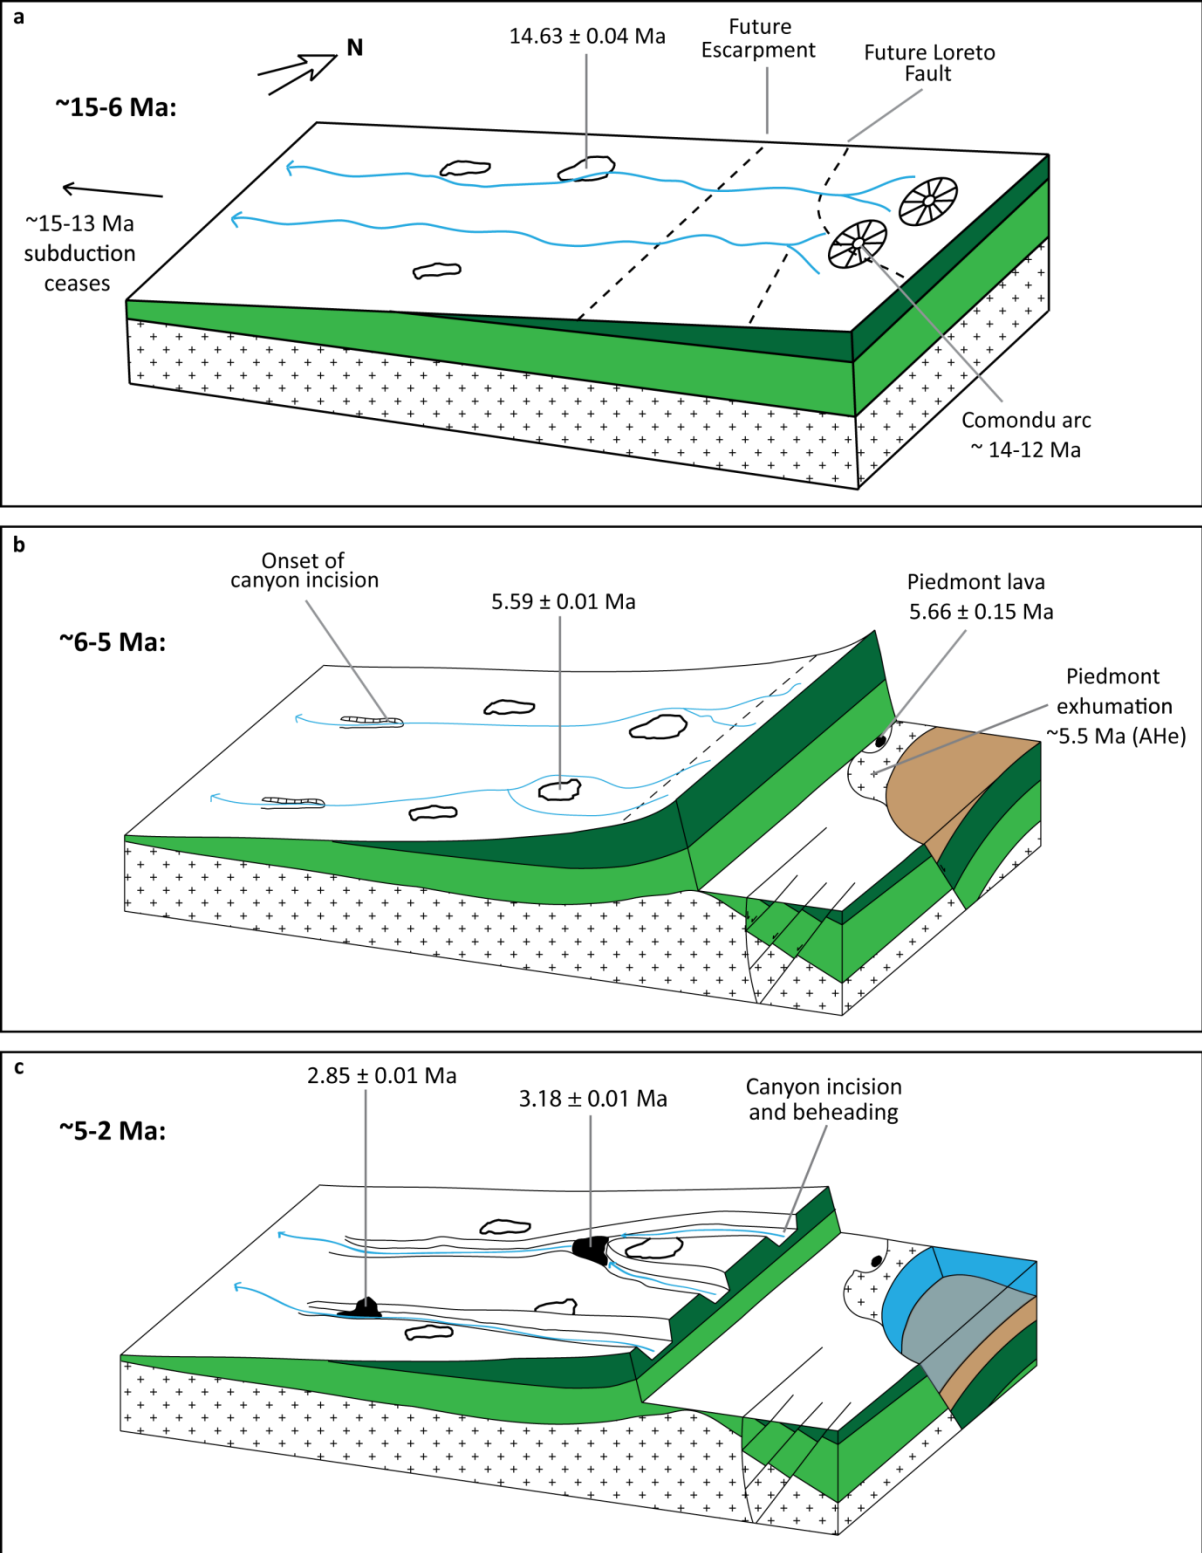 a
N
14.63 ± 0.04 Ma
Future
Escarpment
Future Loreto
Fault
~15-6 Ma:
~15-13 Ma
subduction
ceases
Comondu arc
~ 14-12 Ma
b
Onset of
canyon incision
5.59 ± 0.01 Ma
Piedmont lava
5.66 ± 0.15 Ma
~6-5 Ma:
Piedmont
exhumation
~5.5 Ma (AHe)
c
2.85 ± 0.01 Ma
3.18 ± 0.01 Ma
Canyon incision
and beheading
~5-2 Ma: